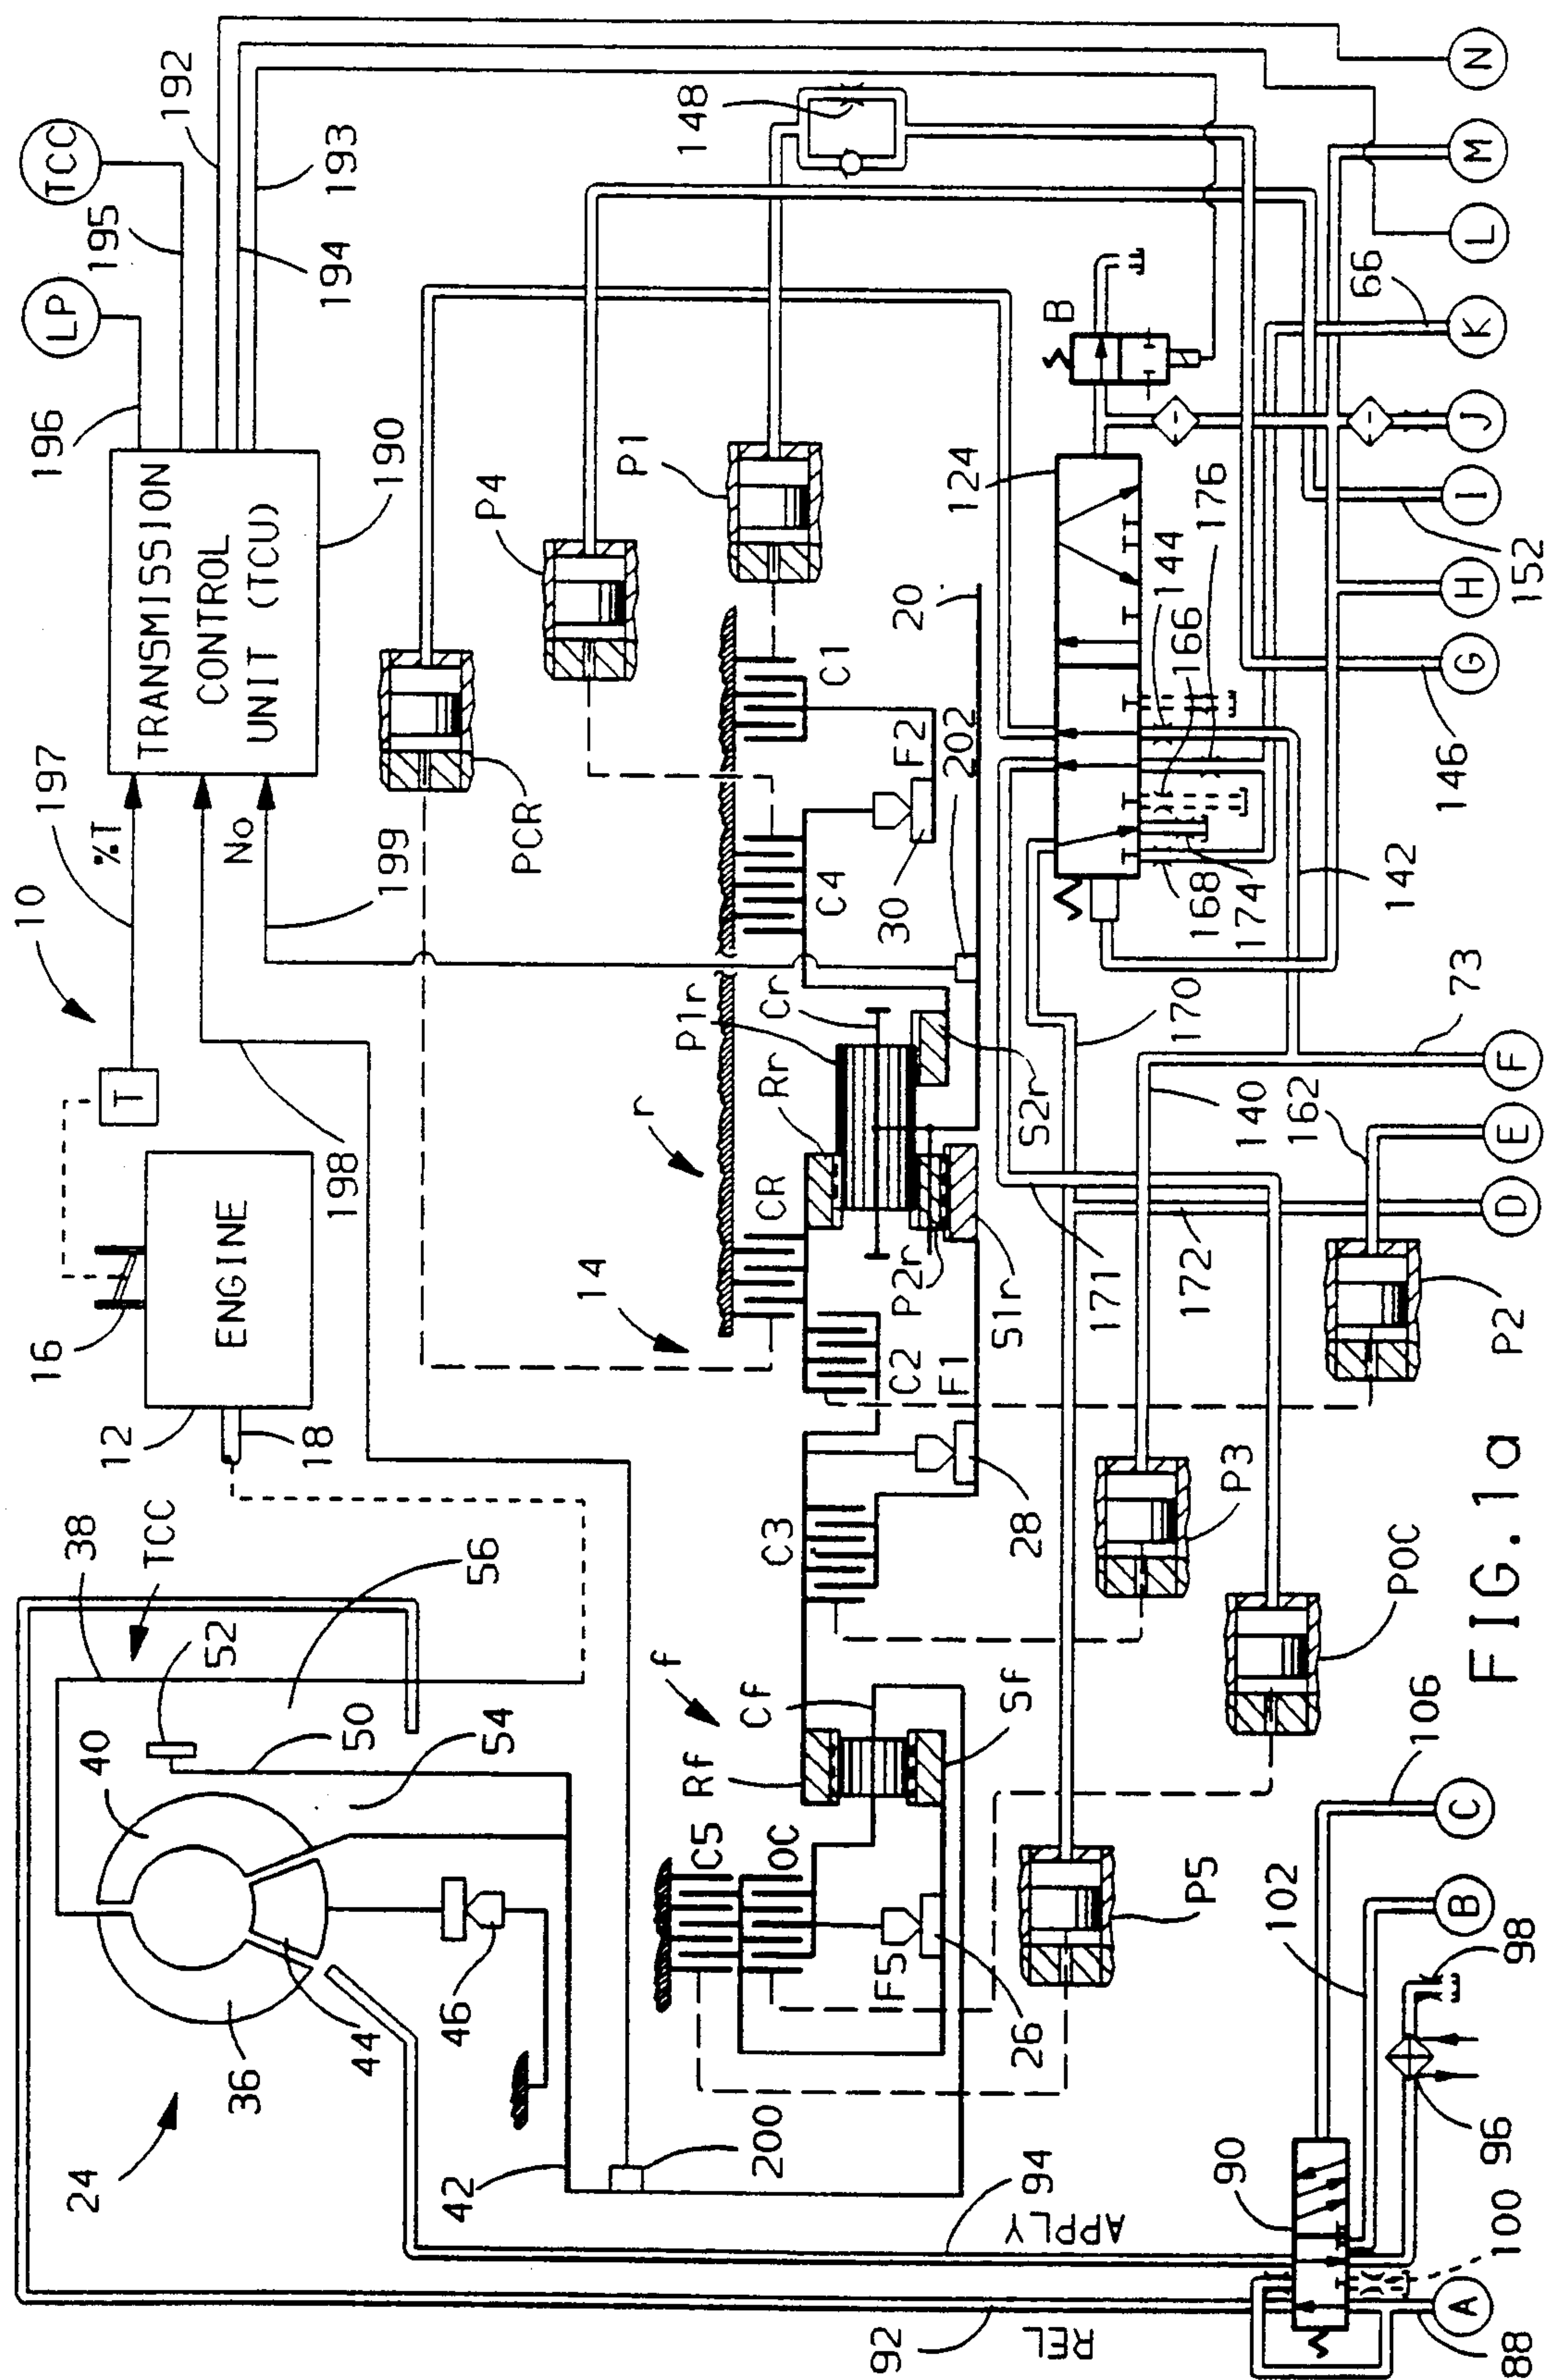 24
36
40
44
46
42
38
TCC
52
50
54
56
200
16
12
ENGINE
18
10
T
197
%T
No
198
199
TRANSMISSION
CONTROL
UNIT (TCU)
190
196
LP
195
TCC
192
194
193
14
r
f
C5
OC
F5
26
Rf
Cf
Sf
C3
28
F1
C2
CR
Rr
P1r
Cr
P2r
S1r
S2r
C4
30
F2
C1
20
202
PCR
P4
P1
148
B
124
144
166
176
168
174
142
170
171
172
140
162
73
P5
POC
P3
P2
92
REL
94
APPLY
90
100
88
96
98
102
106
146
152
66
A
B
C
D
E
F
G
H
I
J
K
L
M
N
FIG. 1a